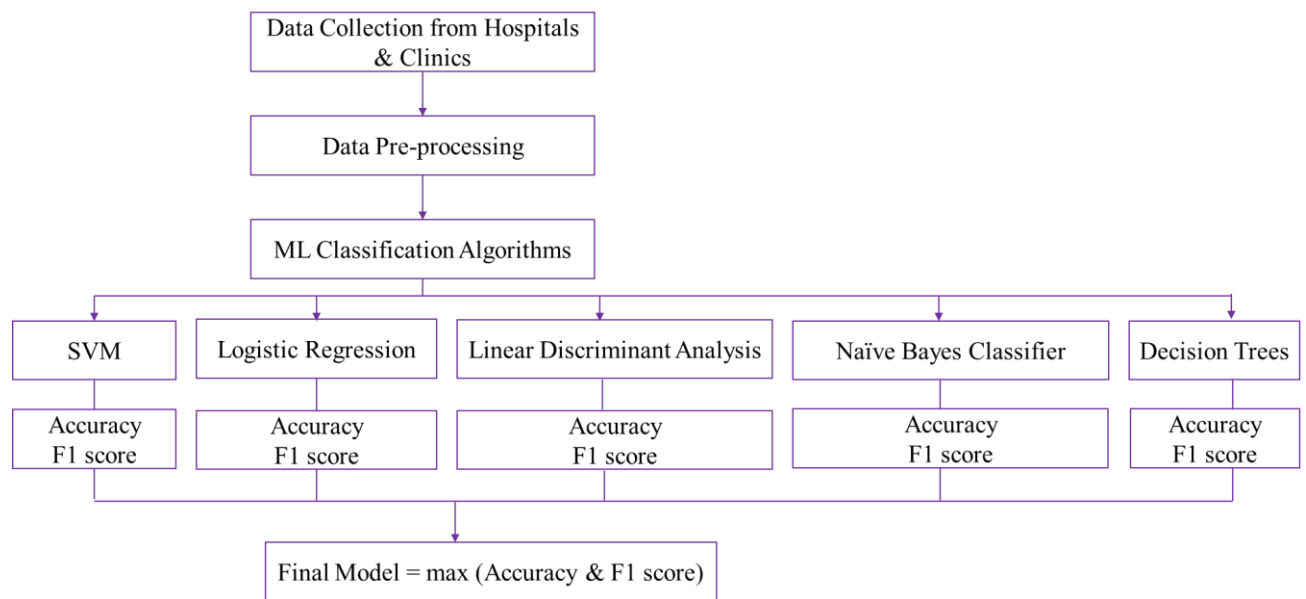 Data Collection from Hospitals
& Clinics
Data Pre-processing
ML Classification Algorithms
SVM
Logistic Regression
Linear Discriminant Analysis
Naïve Bayes Classifier
Decision Trees
Accuracy
F1 score
Accuracy
F1 score
Accuracy
F1 score
Accuracy
F1 score
Accuracy
F1 score
Final Model = max (Accuracy & F1 score)